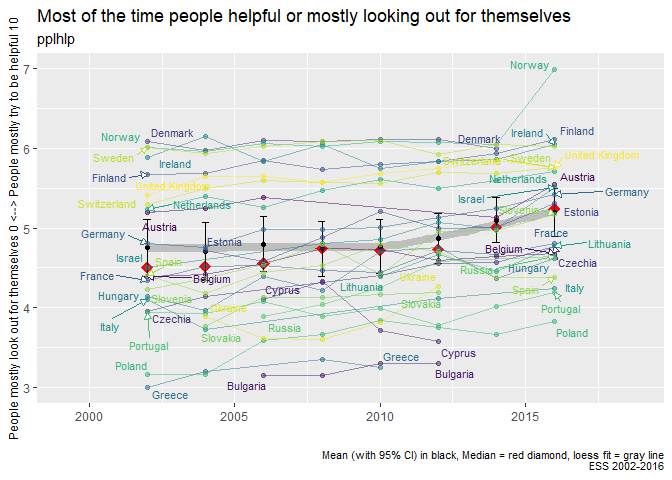 Most of the time people helpful or mostly looking out for themselves
pplhlp
People mostly look out for themselves 0 <--> People mostly try to be helpful 10
7
6
5
4
3
Norway
Norway
Denmark
Denmark
Ireland
Finland
Sweden
Ireland
Sweden
United Kingdom
Switzerland
Finland
Netherlands
Austria
United Kingdom
Israel
Germany
Switzerland
Netherlands
Slovenia
Estonia
Austria
Germany
Estonia
France
Belgium
Lithuania
Israel
Spain
Czechia
Russia
Hungary
France
Belgium
Ukraine
Spain
Cyprus
Lithuania
Hungary
Slovenia
Ukraine
Slovakia
Italy
Portugal
Italy
Czechia
Russia
Slovakia
Poland
Portugal
Cyprus
Poland
Greece
Bulgaria
Bulgaria
Greece
2000
2005
2010
2015
Mean (with 95% CI) in black, Median = red diamond, loess fit = gray line
ESS 2002-2016